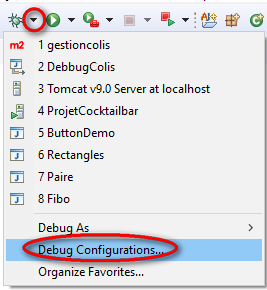 m2 1 gestioncolis
2 DebbugColis
3 Tomcat v9.0 Server at localhost
4 ProjetCocktailbar
J 5 ButtonDemo
J 6 Rectangles
J 7 Paire
J 8 Fibo
Debug As
Debug Configurations...
Organize Favorites...